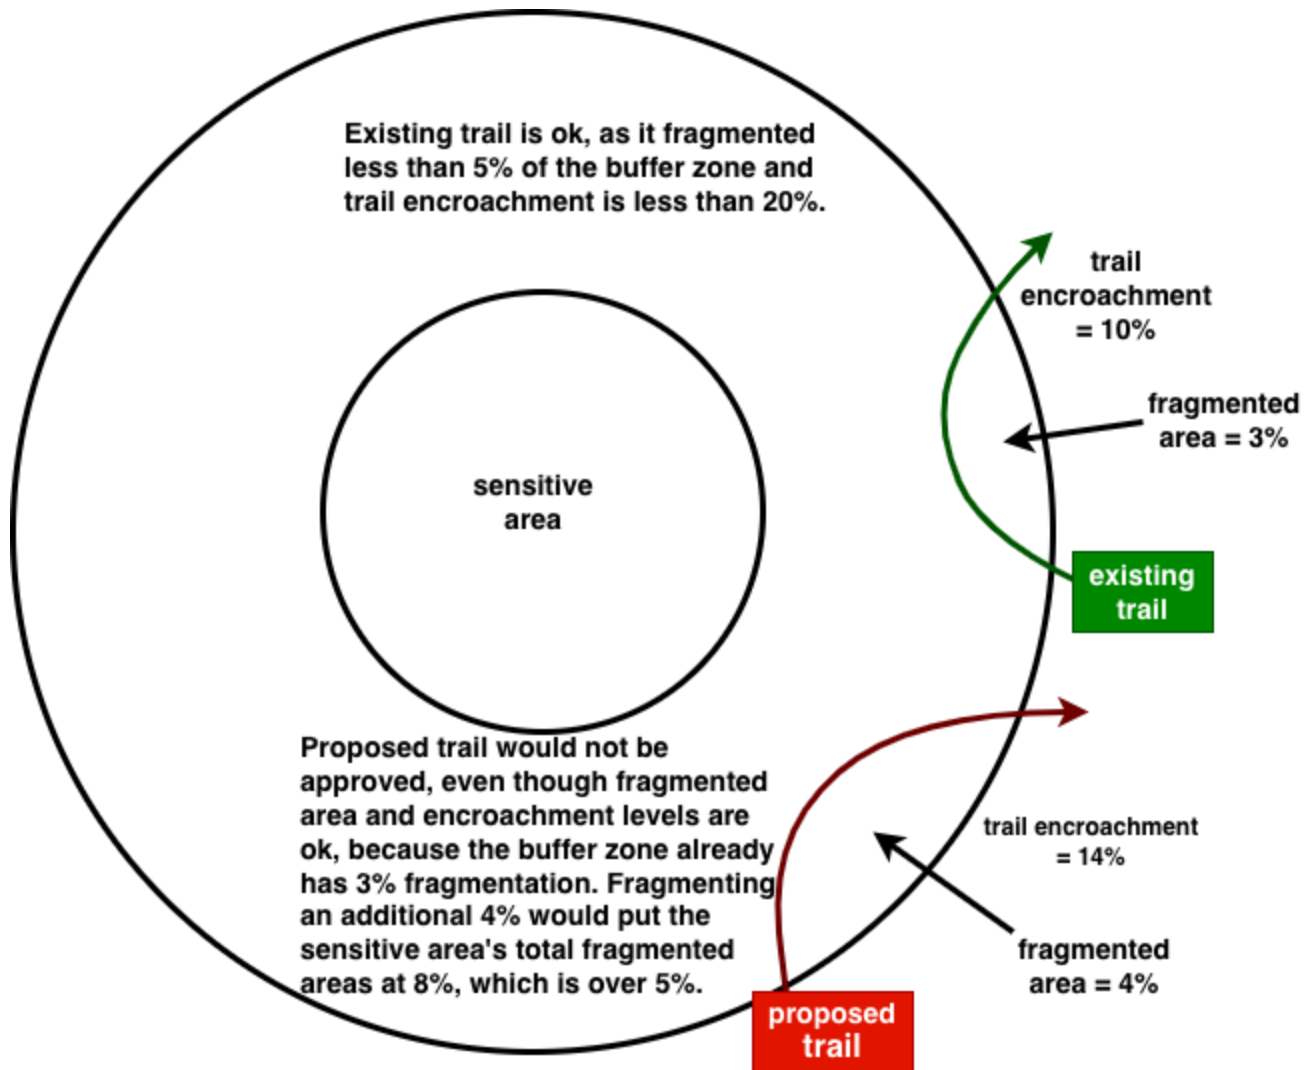 Existing trail is ok, as it fragmented
less than 5% of the buffer zone and
trail encroachment is less than 20%.
trail
encroachment
= 10%
fragmented
area = 3%
sensitive
area
existing
trail
Proposed trail would not be
approved, even though fragmented
area and encroachment levels are
ok, because the buffer zone already
has 3% fragmentation. Fragmenting
an additional 4% would put the
sensitive area's total fragmented
areas at 8%, which is over 5%.
trail encroachment
= 14%
fragmented
area = 4%
proposed
trail